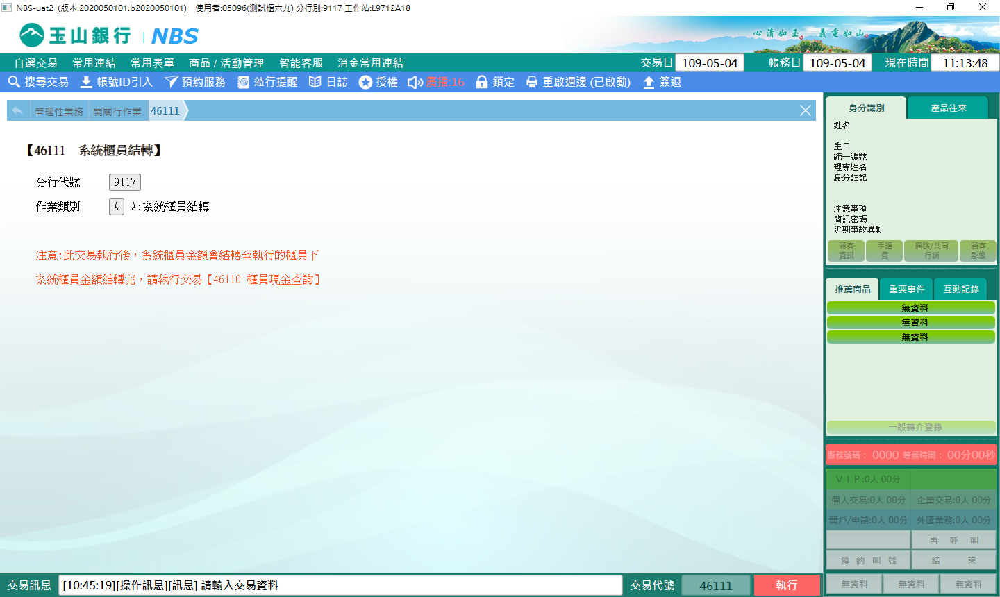 NBS-uat2 (版本:2020050101.b2020050101) 使用者:05096(測試櫃六九) 分行別:9117 工作站:L9712A18
玉山銀行 | NBS
心清如玉。 義重如山。
自選交易 常用連結 常用表單 商品 / 活動管理 智能客服 消金常用連結 交易日 109-05-04 帳務日 109-05-04 現在時間 11:13:48
搜尋交易 帳號ID引入 預約服務 蒞行提醒 日誌 授權 廣播:16 鎖定 重啟週邊 (已啟動) 簽退
管理性業務 開關行作業 46111
【46111 系統櫃員結轉】
分行代號 9117
作業類別 A A:系統櫃員結轉
注意:此交易執行後，系統櫃員金額會結轉至執行的櫃員下
系統櫃員金額結轉完，請執行交易【46110 櫃員現金查詢】
身分識別 產品往來
姓名
生日
統一編號
理專姓名
身分註記
注意事項
簡訊密碼
近期事故異動
顧客資訊 手續費 通路/共同行銷 顧客影像
推薦商品 重要事件 互動記錄
無資料
無資料
無資料
一般轉介登錄
服務號碼： 0000 等候時間： 00分00秒
ＶＩＰ:0人 00分
個人交易:0人 00分 企業交易:0人 00分
開戶/申請:0人 00分 外匯業務:0人 00分
再 呼 叫
預 約 叫 號 結 束
無資料 無資料 無資料
交易訊息 [10:45:19][操作訊息][訊息] 請輸入交易資料 交易代號 46111 執行